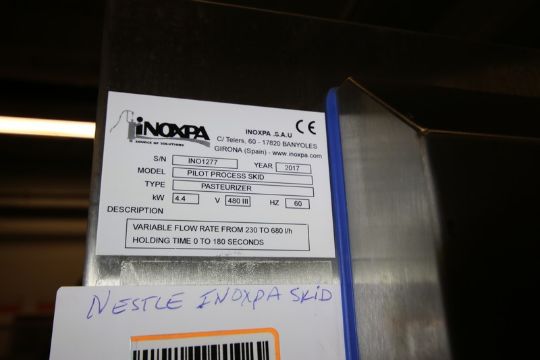 iNOXPA
SOURCE OF SOLUTIONS
INOXPA .S.A.U
C/ Telers, 60 - 17820 BANYOLES
GIRONA (Spain) - www.inoxpa.com
CE
S/N INO1277 YEAR 2017
MODEL PILOT PROCESS SKID
TYPE PASTEURIZER
kW 4.4 V 480 III HZ 60
DESCRIPTION
VARIABLE FLOW RATE FROM 230 TO 680 l/h
HOLDING TIME 0 TO 180 SECONDS
NESTLE INOXPA SKID